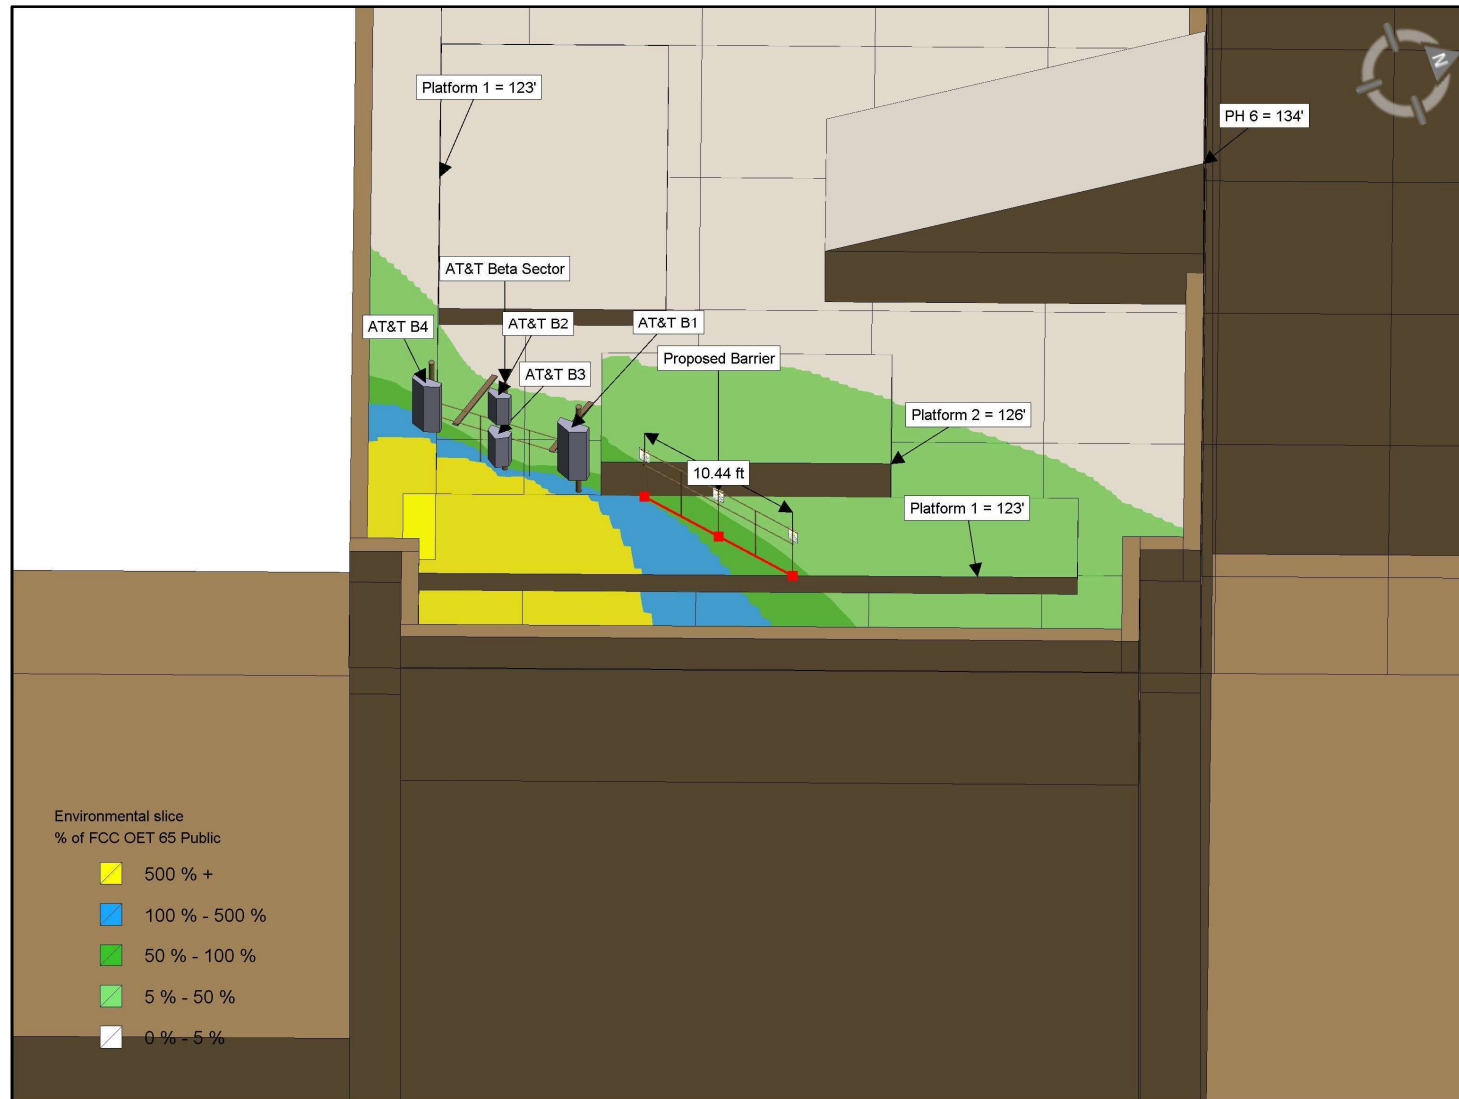 N
Platform 1 = 123'
PH 6 = 134'
AT&T Beta Sector
AT&T B4
AT&T B2
AT&T B1
Proposed Barrier
AT&T B3
Platform 2 = 126'
10.44 ft
Platform 1 = 123'
Environmental slice
% of FCC OET 65 Public
500 % +
100 % - 500 %
50 % - 100 %
5 % - 50 %
0 % - 5 %